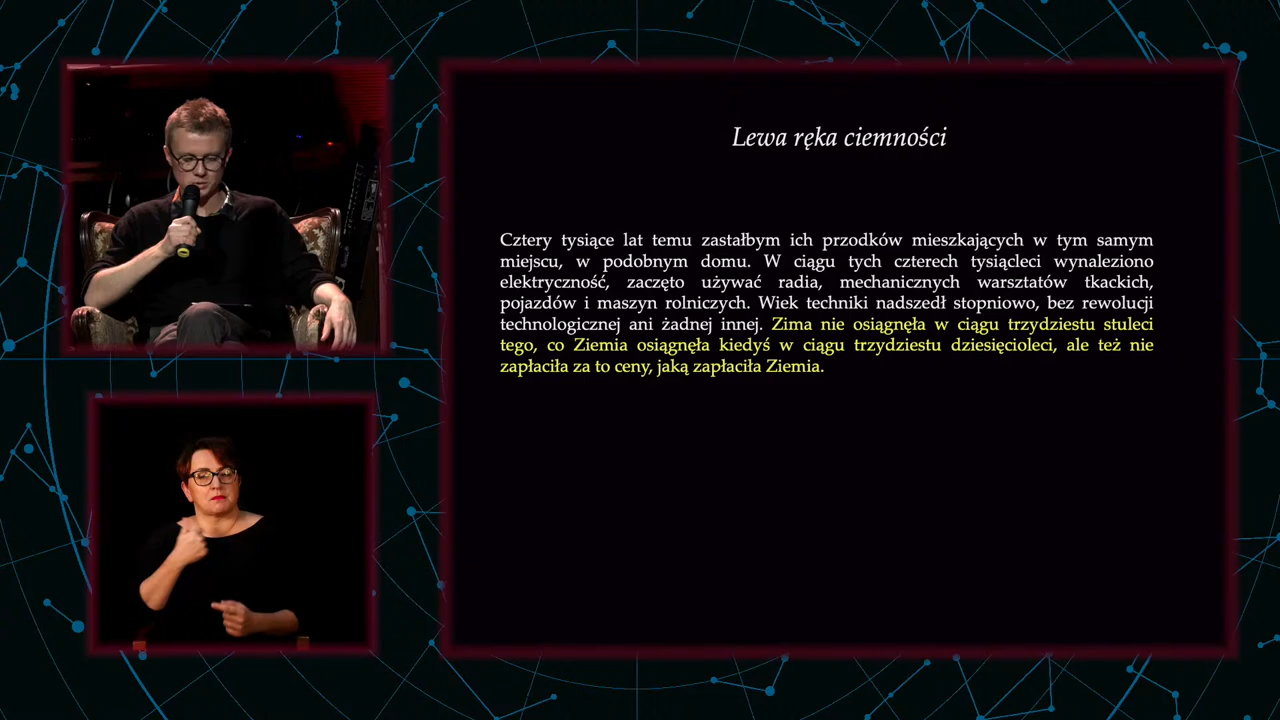 Lewa ręka ciemności
Cztery tysiące lat temu zastałbym ich przodków mieszkających w tym samym
miejscu, w podobnym domu. W ciągu tych czterech tysiącleci wynaleziono
elektryczność, zaczęto używać radia, mechanicznych warsztatów tkackich,
pojazdów i maszyn rolniczych. Wiek techniki nadszedł stopniowo, bez rewolucji
technologicznej ani żadnej innej. Zima nie osiągnęła w ciągu trzydziestu stuleci
tego, co Ziemia osiągnęła kiedyś w ciągu trzydziestu dziesięcioleci, ale też nie
zapłaciła za to ceny, jaką zapłaciła Ziemia.